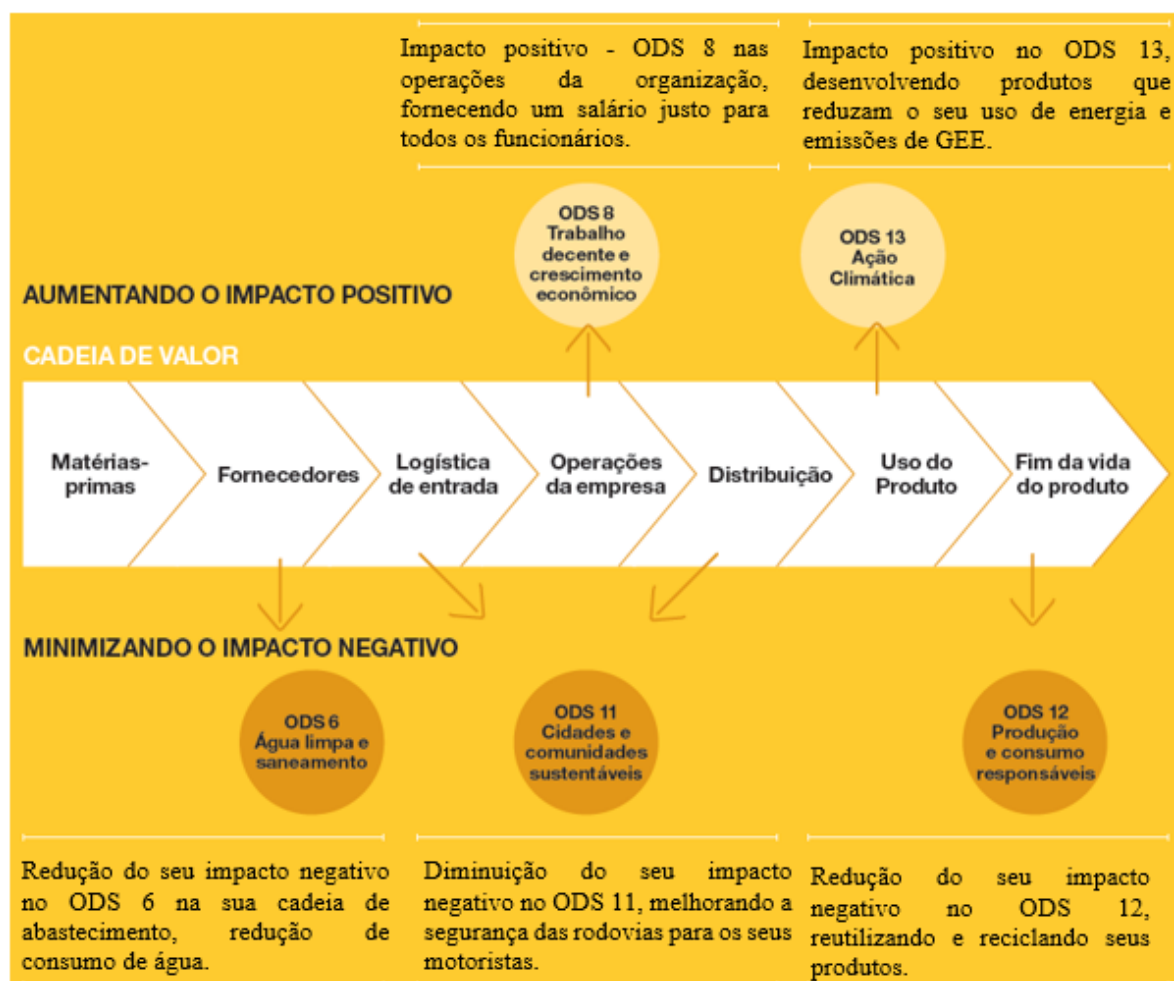 Impacto positivo - ODS 8 nas
operações da organização,
fornecendo um salário justo para
todos os funcionários.
Impacto positivo no ODS 13,
desenvolvendo produtos que
reduzam o seu uso de energia e
emissões de GEE.
ODS 8
Trabalho
decente e
crescimento
econômico
ODS 13
Ação
Climática
AUMENTANDO O IMPACTO POSITIVO
CADEIA DE VALOR
Matérias-
primas
Fornecedores
Logística
de entrada
Operações
da empresa
Distribuição
Uso do
Produto
Fim da vida
do produto
MINIMIZANDO O IMPACTO NEGATIVO
ODS 6
Água limpa e
saneamento
ODS 11
Cidades e
comunidades
sustentáveis
ODS 12
Produção
e consumo
responsáveis
Redução do seu impacto negativo
no ODS 6 na sua cadeia de
abastecimento, redução de
consumo de água.
Diminuição do seu impacto
negativo no ODS 11, melhorando a
segurança das rodovias para os seus
motoristas.
Redução do seu impacto
negativo no ODS 12,
reutilizando e reciclando seus
produtos.